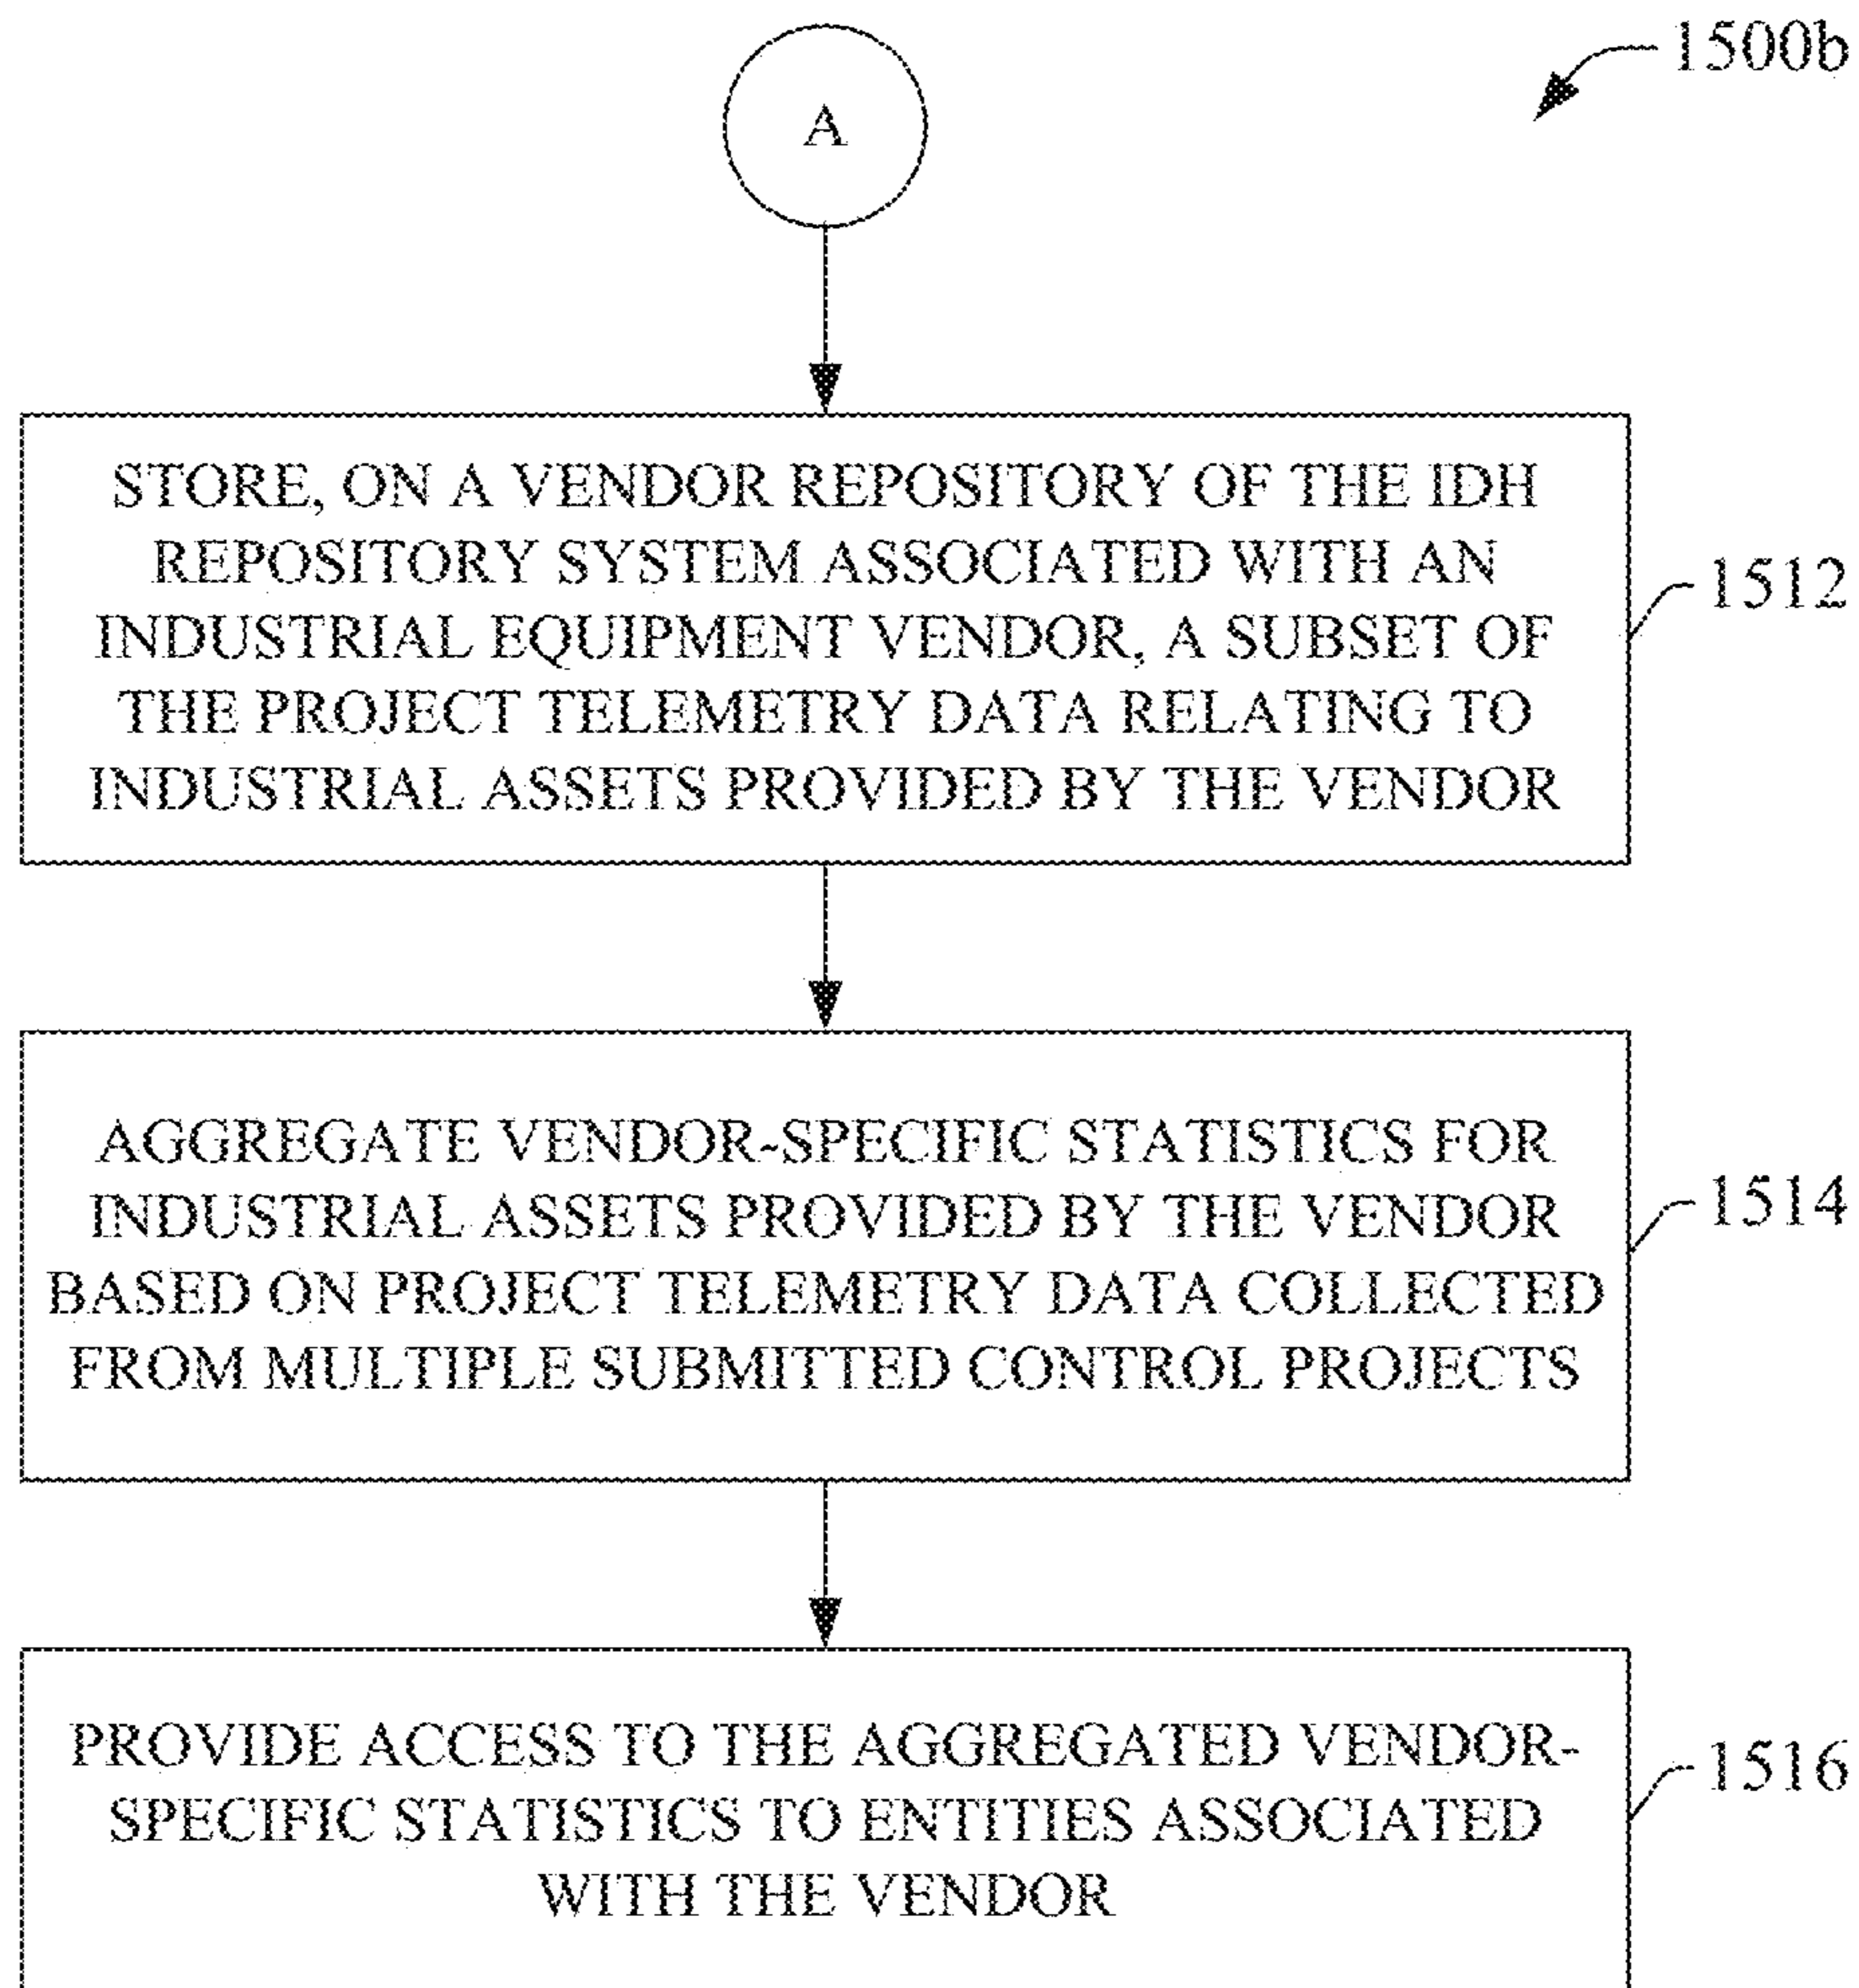 1500b
A
STORE, ON A VENDOR REPOSITORY OF THE IDH
REPOSITORY SYSTEM ASSOCIATED WITH AN
INDUSTRIAL EQUIPMENT VENDOR, A SUBSET OF
THE PROJECT TELEMETRY DATA RELATING TO
INDUSTRIAL ASSETS PROVIDED BY THE VENDOR
1512
AGGREGATE VENDOR-SPECIFIC STATISTICS FOR
INDUSTRIAL ASSETS PROVIDED BY THE VENDOR
BASED ON PROJECT TELEMETRY DATA COLLECTED
FROM MULTIPLE SUBMITTED CONTROL PROJECTS
1514
PROVIDE ACCESS TO THE AGGREGATED VENDOR-
SPECIFIC STATISTICS TO ENTITIES ASSOCIATED
WITH THE VENDOR
1516